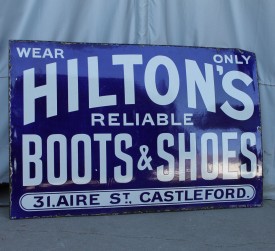 WEAR ONLY
HILTON'S
RELIABLE
BOOTS & SHOES
31. AIRE ST. CASTLEFORD.